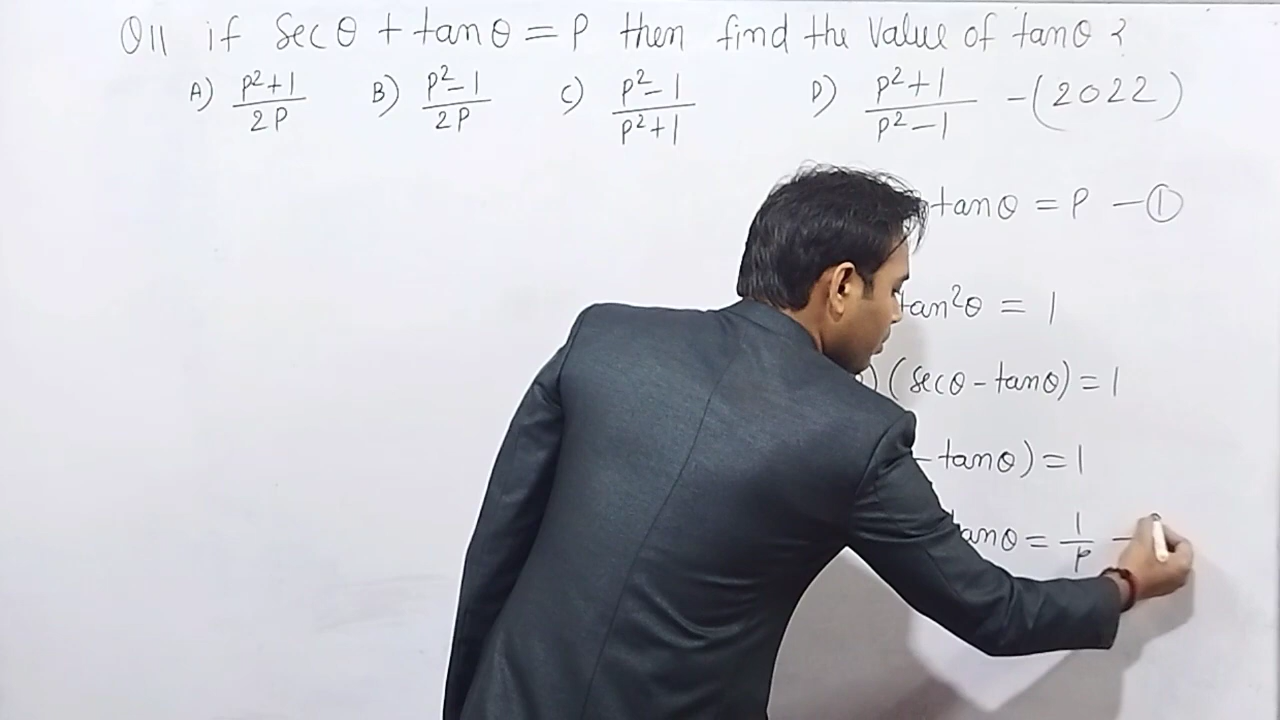 Q11 if secθ + tanθ = P then find the value of tanθ ?
A) P²+1/2P B) P²-1/2P C) P²-1/P²+1 D) P²+1/P²-1 -(2022)
tanθ = P -①
tan²θ = 1
) (secθ - tanθ) = 1
- tanθ) = 1
tanθ = 1/P -